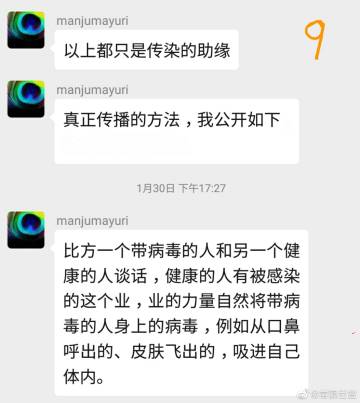 manjumayuri
以上都只是传染的助缘
9
manjumayuri
真正传播的方法，我公开如下
1月30日 下午17:27
manjumayuri
比方一个带病毒的人和另一个健
康的人谈话，健康的人有被感染
的这个业，业的力量自然将带病
毒的人身上的病毒，例如从口鼻
呼出的、皮肤飞出的，吸进自己
体内。